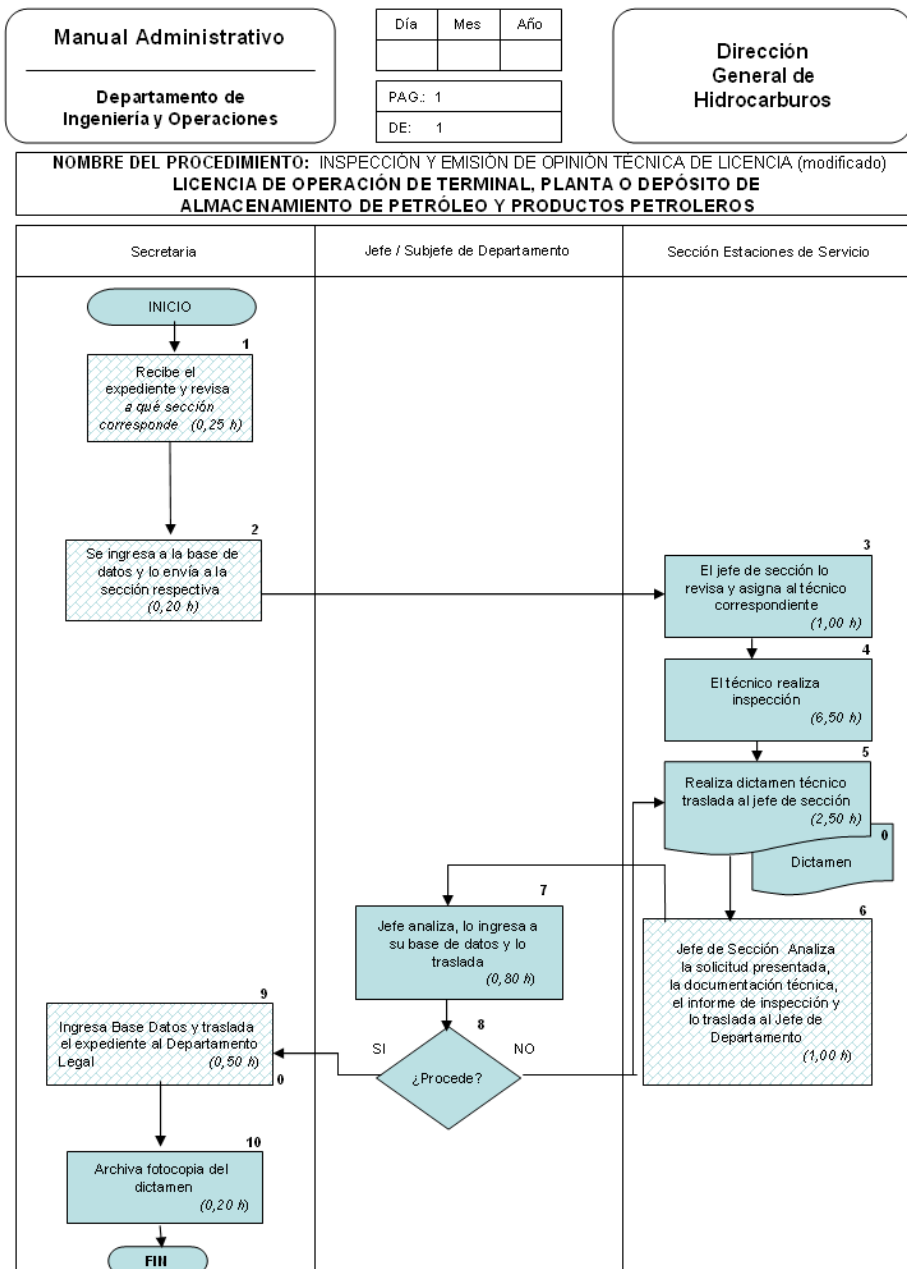 Manual Administrativo
Departamento de
Ingeniería y Operaciones
Día Mes Año
PAG.: 1
DE: 1
Dirección
General de
Hidrocarburos
NOMBRE DEL PROCEDIMIENTO: INSPECCIÓN Y EMISIÓN DE OPINIÓN TÉCNICA DE LICENCIA (modificado)
LICENCIA DE OPERACIÓN DE TERMINAL, PLANTA O DEPÓSITO DE
ALMACENAMIENTO DE PETRÓLEO Y PRODUCTOS PETROLEROS
Secretaria
Jefe / Subjefe de Departamento
Sección Estaciones de Servicio
INICIO
1
Recibe el
expediente y revisa
a qué sección
corresponde (0,25 h)
2
Se ingresa a la base de
datos y lo envía a la
sección respectiva
(0,20 h)
3
El jefe de sección lo
revisa y asigna al técnico
correspondiente
(1,00 h)
4
El técnico realiza
inspección
(6,50 h)
5
Realiza dictamen técnico
traslada al jefe de sección
(2,50 h)
0
Dictamen
6
Jefe de Sección Analiza
la solicitud presentada,
la documentación técnica,
el informe de inspección y
lo traslada al Jefe de
Departamento
(1,00 h)
7
Jefe analiza, lo ingresa a
su base de datos y lo
traslada
(0,80 h)
8
SI
NO
¿Procede?
9
Ingresa Base Datos y traslada
el expediente al Departamento
Legal (0,50 h)
0
10
Archiva fotocopia del
dictamen
(0,20 h)
FIN